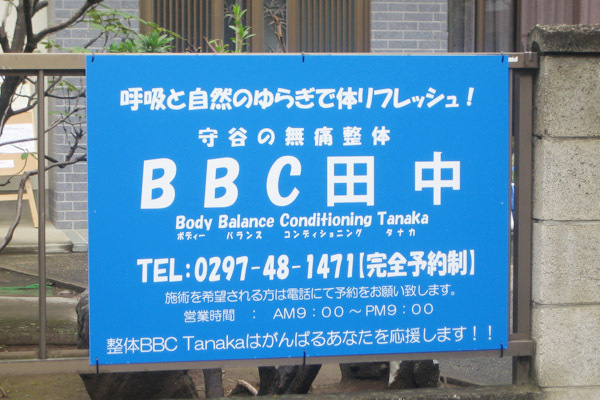 呼吸と自然のゆらぎで体リフレッシュ！
守谷の無痛整体
BBC田中
Body Balance Conditioning Tanaka
ボディー バランス コンディショニング タナカ
TEL:0297-48-1471【完全予約制】
施術を希望される方は電話にて予約をお願い致します。
営業時間 : AM9:00～PM9:00
整体BBC Tanakaはがんばるあなたを応援します！！